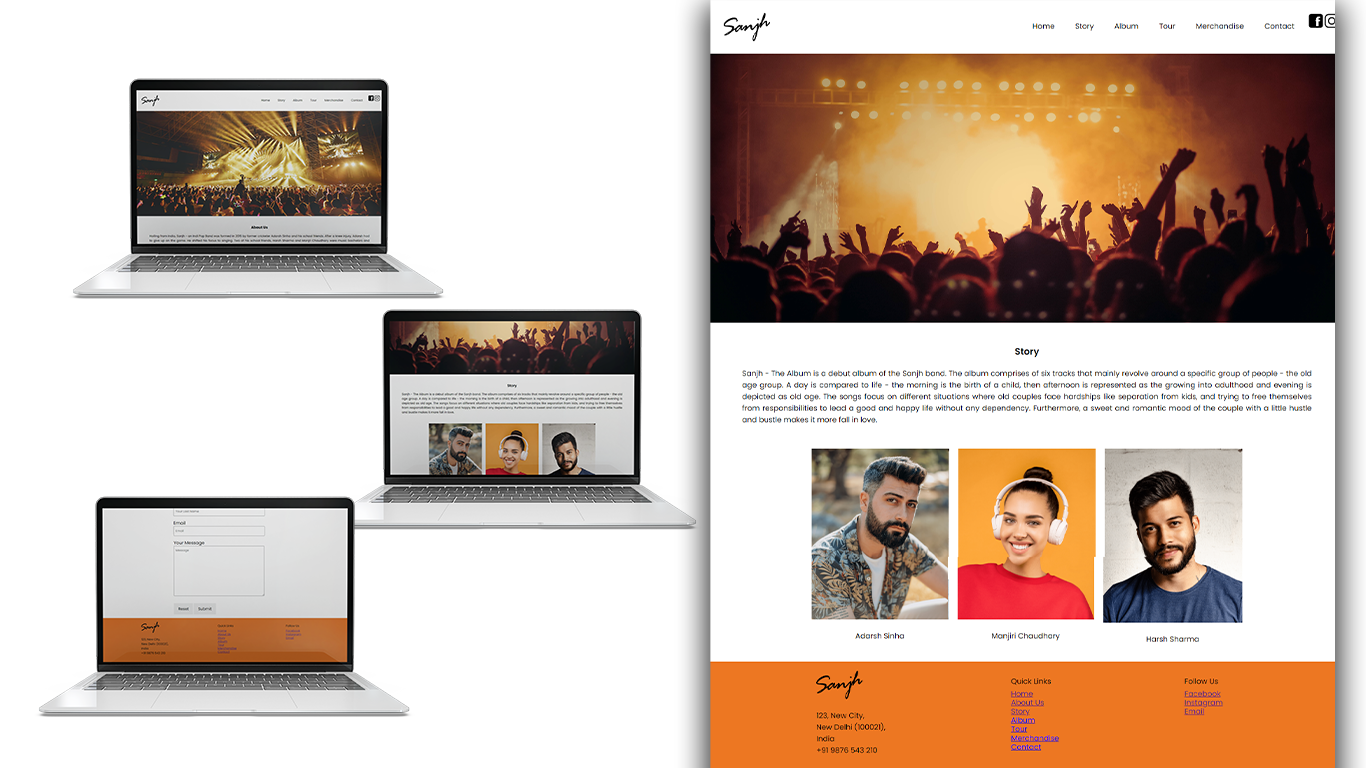 Sanjh
Home Story Album Tour Merchandise Contact
About Us
Sanjh
Home Story Album Tour Merchandise Contact
Story
Sanjh - The Album is a debut album of the Sanjh band. The album comprises of six tracks that mainly revolve around a specific group of people - the old
age group. A day is compared to life - the morning is the birth of a child, then afternoon is represented as the growing into adulthood and evening is
depicted as old age. The songs focus on different situations where old couples face hardships like separation from kids, and trying to free themselves
from responsibilities to lead a good and happy life without any dependency. Furthermore, a sweet and romantic mood of the couple with a little hustle
and bustle makes it more fall in love.
Adarsh Sinha Manjiri Chaudhary Harsh Sharma
Sanjh
123, New City,
New Delhi (100021),
India
+91 9876 543 210
Quick Links
Home
About Us
Story
Album
Tour
Merchandise
Contact
Follow Us
Facebook
Instagram
Email
Story
Email
Email
Your Message
Message
Reset Submit
Sanjh